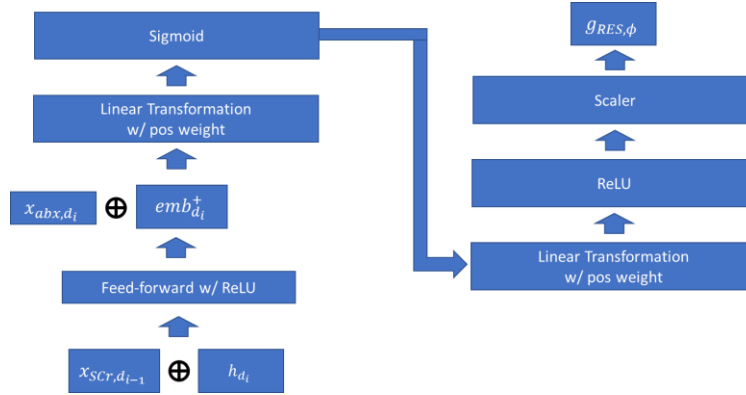 Sigmoid
Linear Transformation
w/ pos weight
x_{abx,d_i} ⊕ emb^+_{d_i}
Feed-forward w/ ReLU
x_{SCr,d_{i-1}} ⊕ h_{d_i}
g_{RES,ϕ}
Scaler
ReLU
Linear Transformation
w/ pos weight